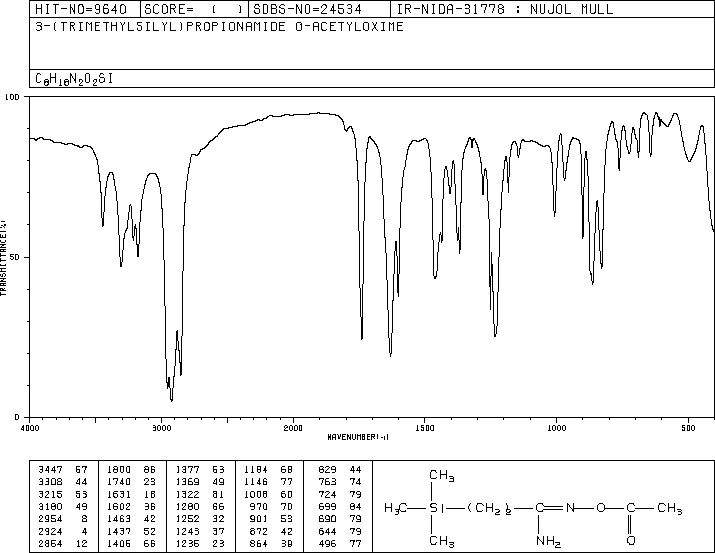 HIT-NO=9640 SCORE= ( ) SDBS-NO=24534 IR-NIDA-31778 : NUJOL MULL
3-(TRIMETHYLSILYL)PROPIONAMIDE O-ACETYLOXIME
C8H18N2O2SI
100
50
0
TRANSMITTANCE(%)
4000 3000 2000 1500 1000 500
WAVENUMBER(-1)
3447 57 1800 86 1377 53 1184 68 829 44
3308 44 1740 23 1369 49 1146 77 763 74
3215 53 1631 18 1322 81 1008 60 724 79
3180 49 1602 36 1280 66 970 70 699 84
2954 8 1463 42 1252 32 901 53 690 79
2924 4 1437 52 1243 37 872 42 644 79
2854 12 1406 66 1236 23 864 39 496 77
CH3
H3C Si (CH2)2 C N O C CH3
CH3 NH2 O